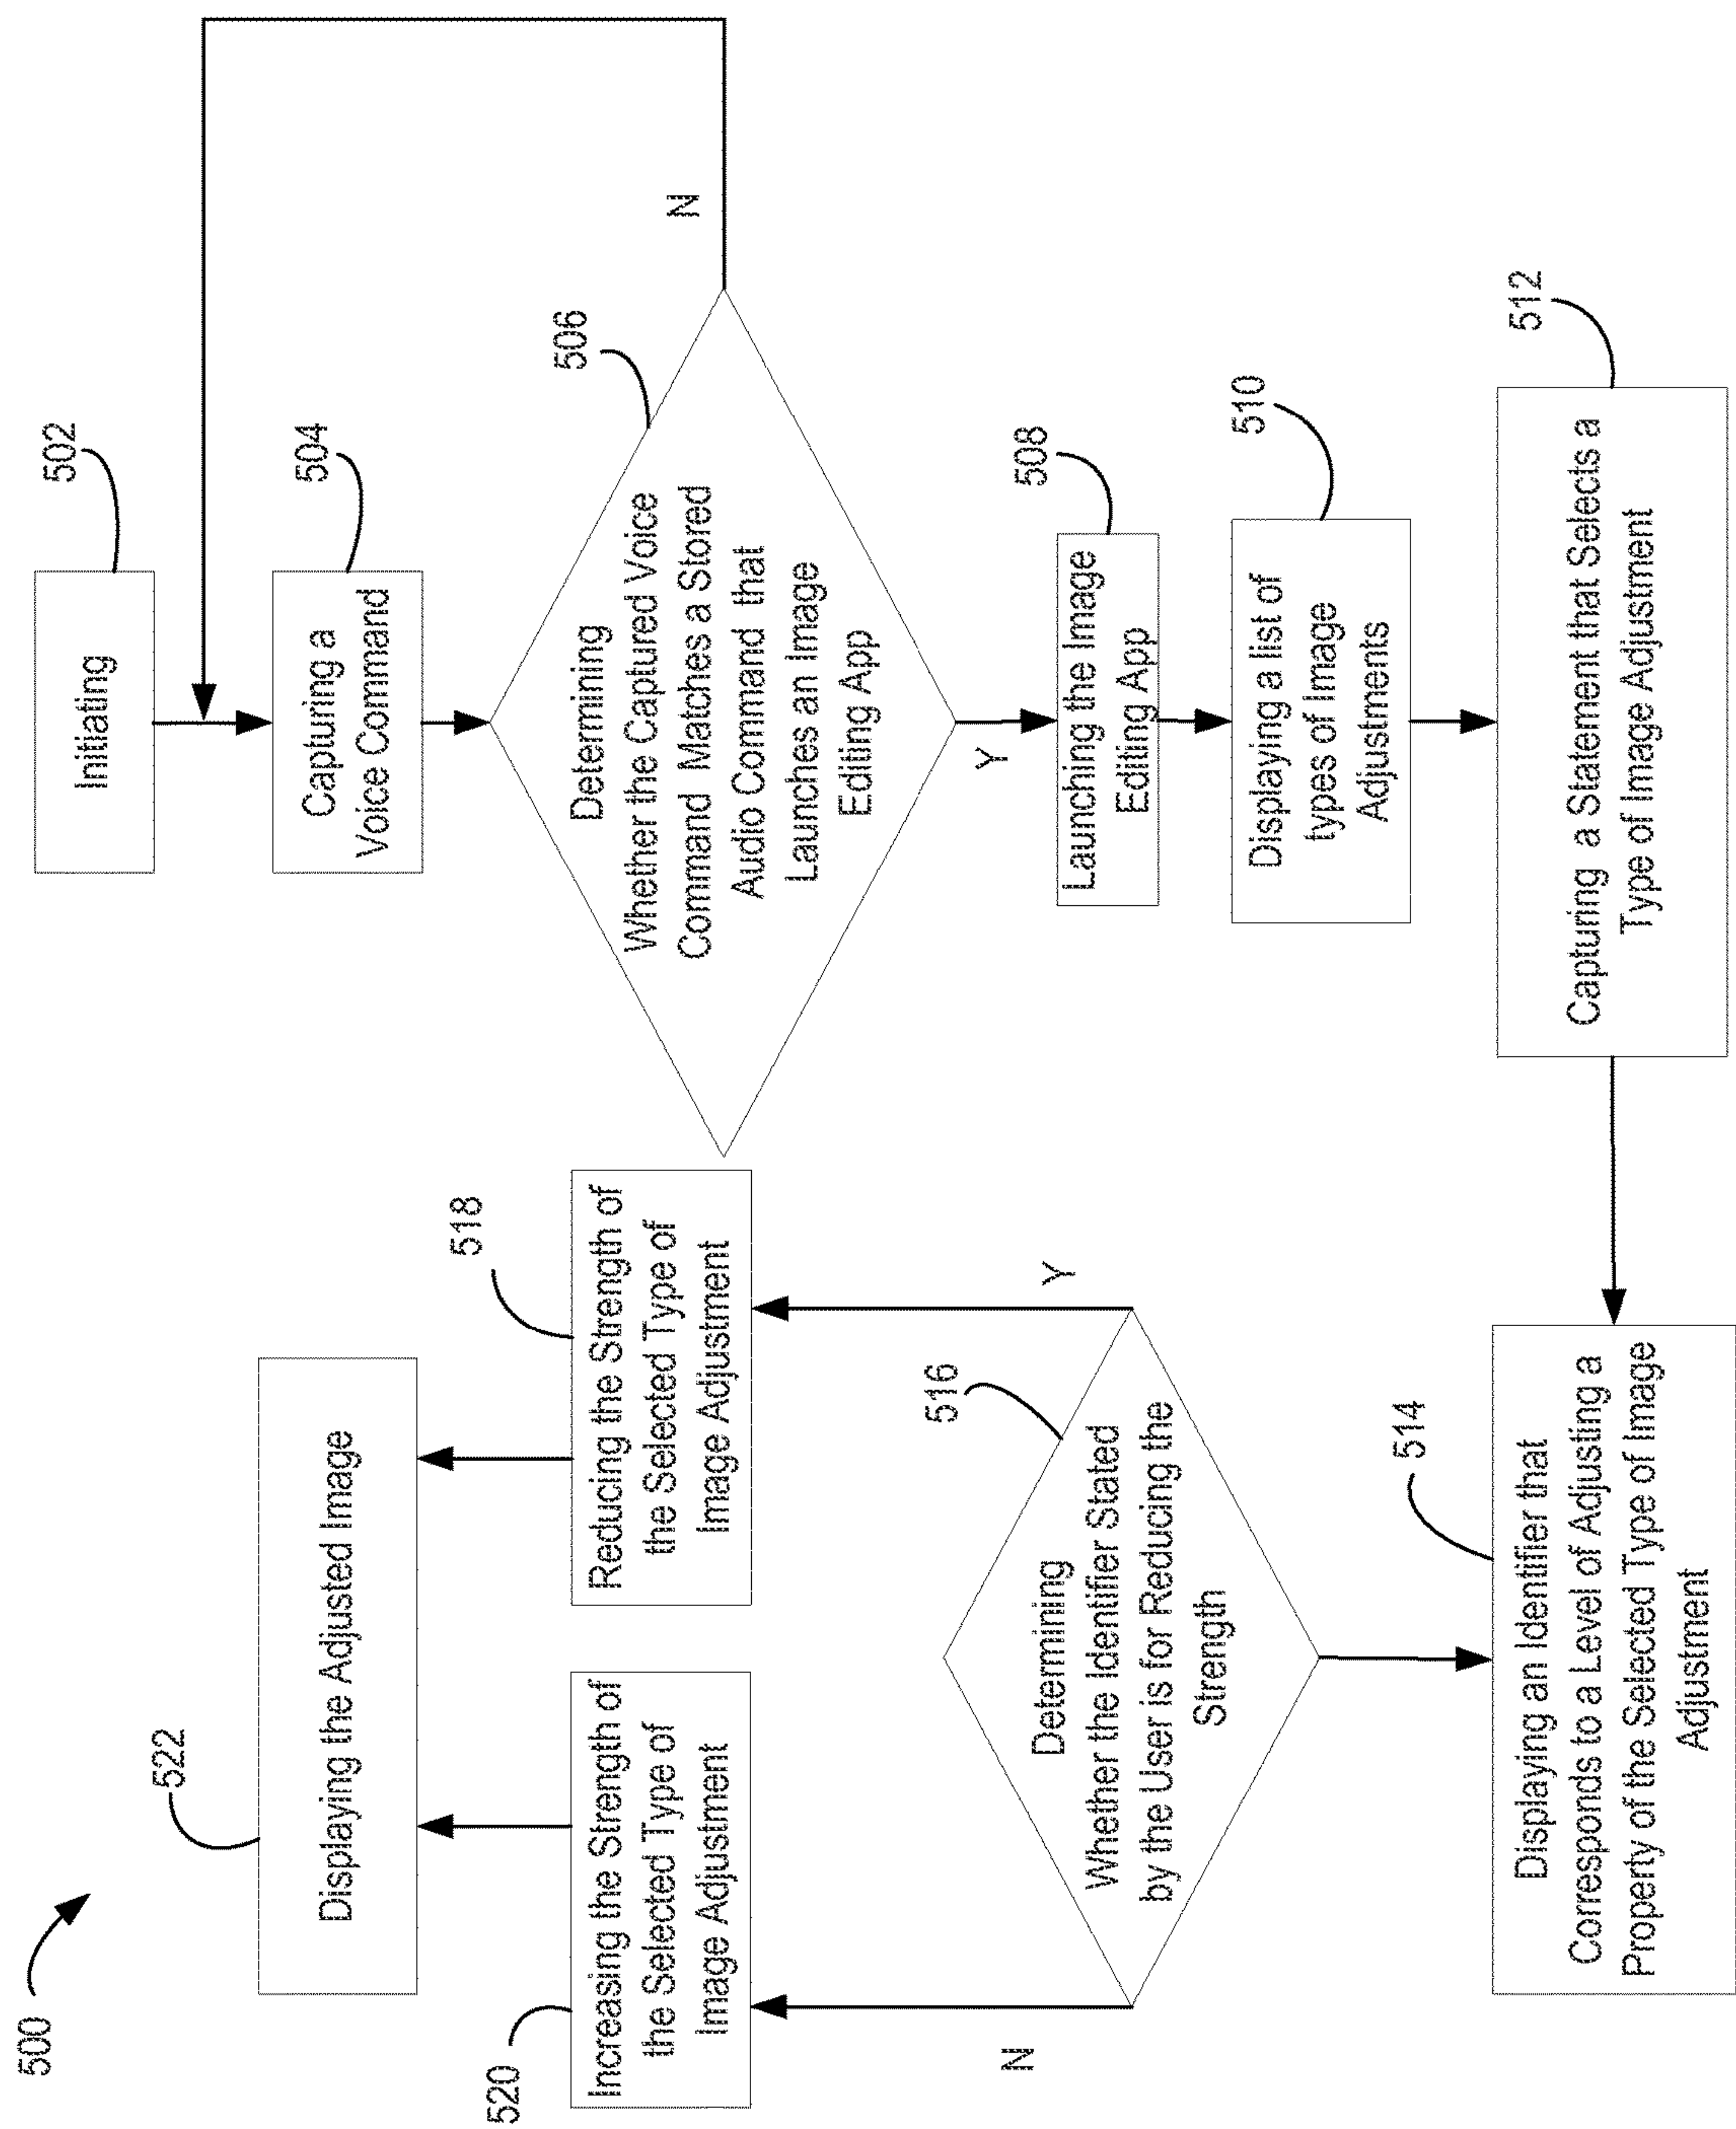 500
Initiating
502
Capturing a
Voice Command
504
Determining
Whether the Captured Voice
Command Matches a Stored
Audio Command that
Launches an Image
Editing App
506
N
Y
Launching the Image
Editing App
508
Displaying a list of
types of Image
Adjustments
510
Capturing a Statement that Selects a
Type of Image Adjustment
512
Displaying an Identifier that
Corresponds to a Level of Adjusting a
Property of the Selected Type of Image
Adjustment
514
Determining
Whether the Identifier Stated
by the User is for Reducing the
Strength
516
Y
N
Reducing the Strength of
the Selected Type of
Image Adjustment
518
Increasing the Strength of
the Selected Type of
Image Adjustment
520
Displaying the Adjusted Image
522